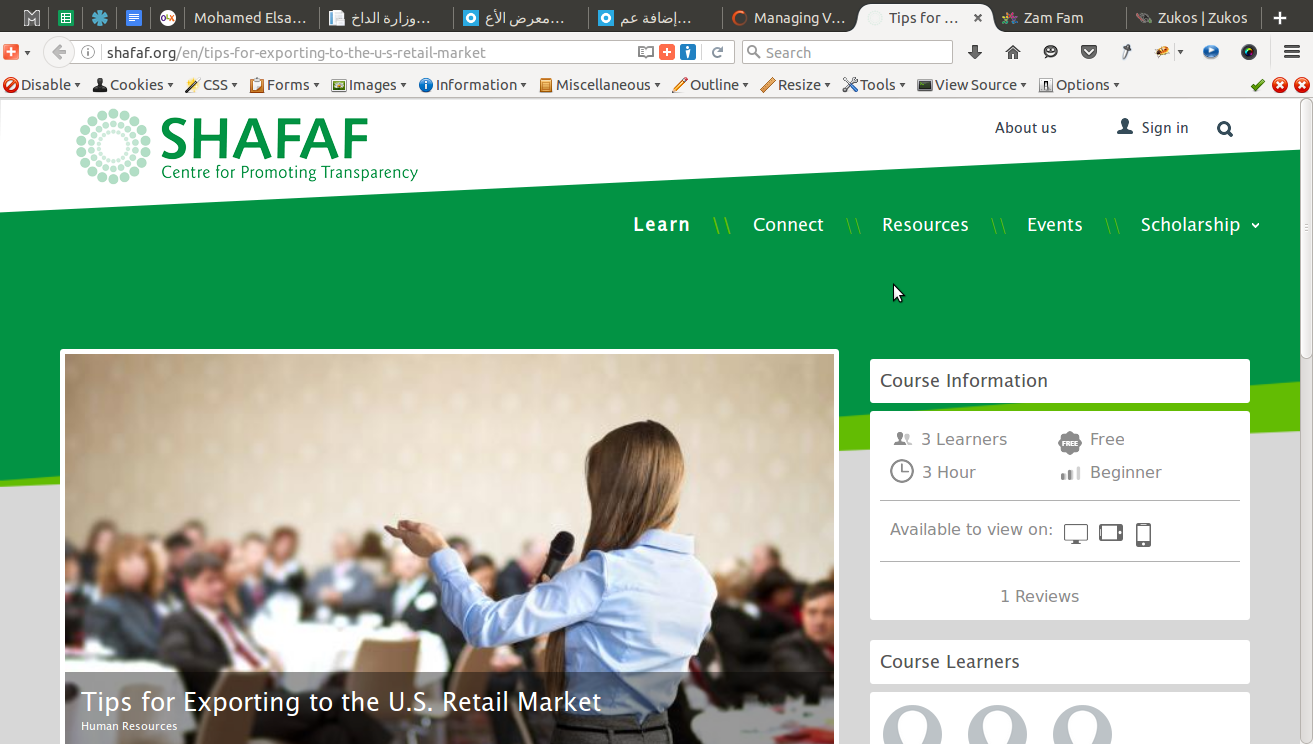 Mohamed Elsa...
وزارة الداخ...
معرض الأع...
إضافة عم...
Managing V...
Tips for ...
Zam Fam
Zukos | Zukos
shafaf.org/en/tips-for-exporting-to-the-u-s-retail-market
Search
Disable
Cookies
CSS
Forms
Images
Information
Miscellaneous
Outline
Resize
Tools
View Source
Options
SHAFAF
Centre for Promoting Transparency
About us
Sign in
Learn
Connect
Resources
Events
Scholarship
Course Information
3 Learners
FREE
Free
3 Hour
Beginner
Available to view on:
1 Reviews
Course Learners
Tips for Exporting to the U.S. Retail Market
Human Resources